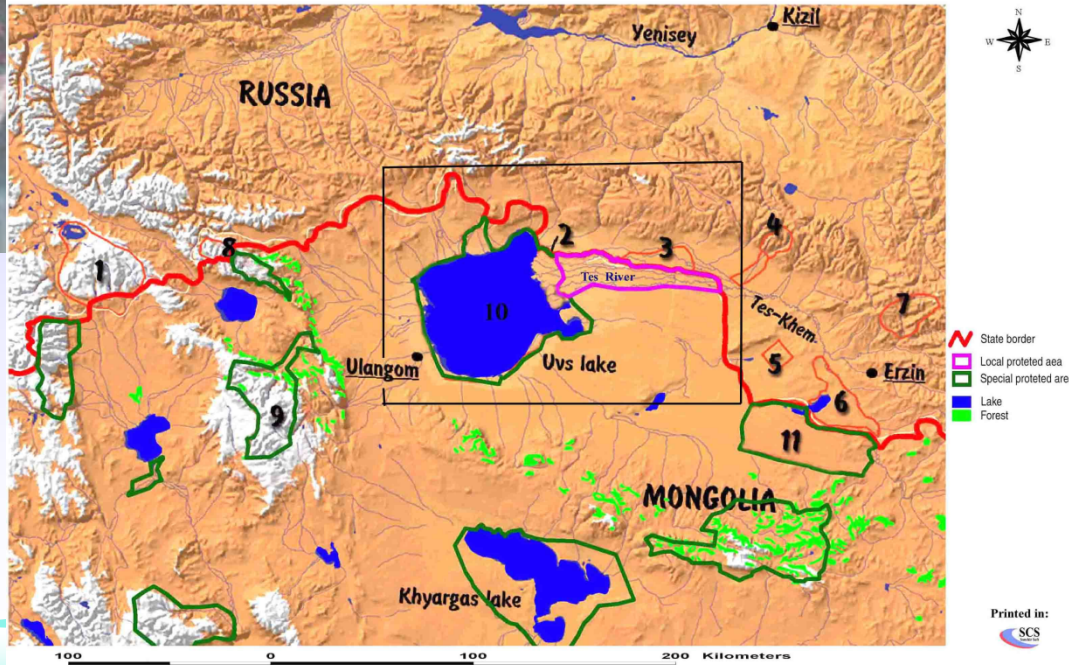 Kizil
Yenisey
N
W E
S
RUSSIA
4
2
8
3
1
Tes River
7
10
Tes-Khem
State border
Ulangom
Uvs lake
5
Erzin
Local proteted aea
Special proteted are
6
Lake
9
Forest
11
MONGOLIA
Khyargas lake
Printed in:
SCS
100 0 100 200 Kilometers